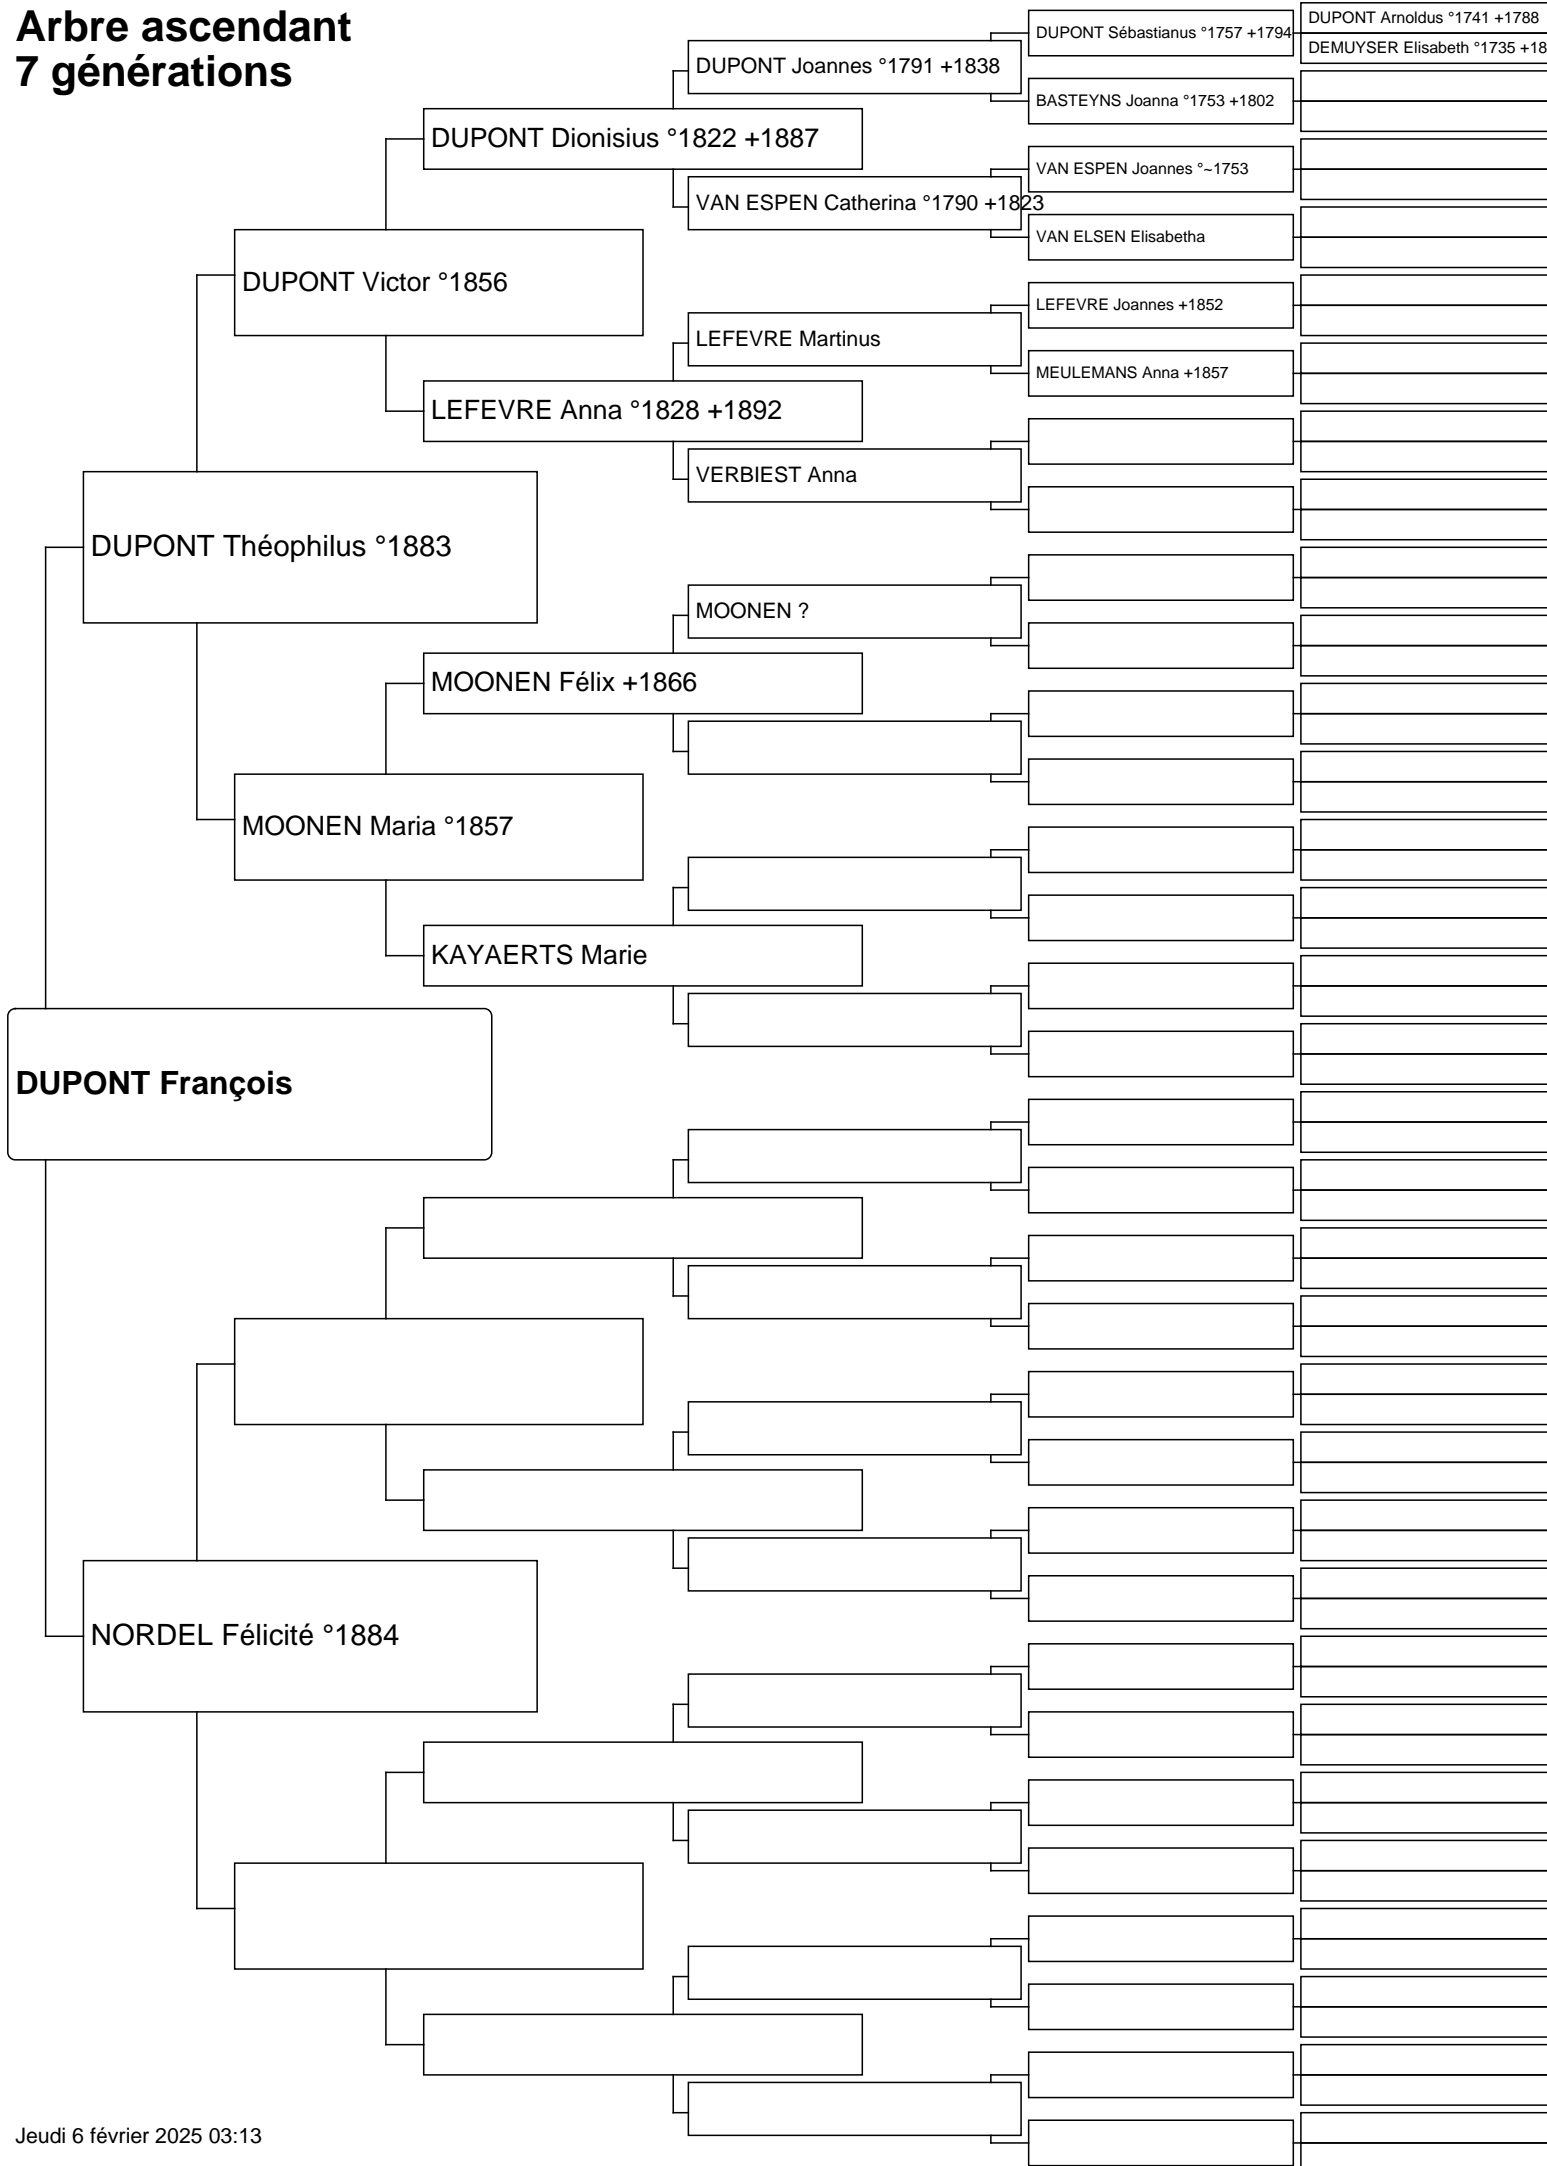 Arbre ascendant
7 générations
DUPONT Arnoldus °1741 +1788
DUPONT Sébastianus °1757 +1794
DEMUYSER Elisabeth °1735 +18
DUPONT Joannes °1791 +1838
BASTEYNS Joanna °1753 +1802
DUPONT Dionisius °1822 +1887
VAN ESPEN Joannes °~1753
VAN ESPEN Catherina °1790 +1823
VAN ELSEN Elisabetha
DUPONT Victor °1856
LEFEVRE Joannes +1852
LEFEVRE Martinus
MEULEMANS Anna +1857
LEFEVRE Anna °1828 +1892
VERBIEST Anna
DUPONT Théophilus °1883
MOONEN ?
MOONEN Félix +1866
MOONEN Maria °1857
KAYAERTS Marie
DUPONT François
NORDEL Félicité °1884
Jeudi 6 février 2025 03:13